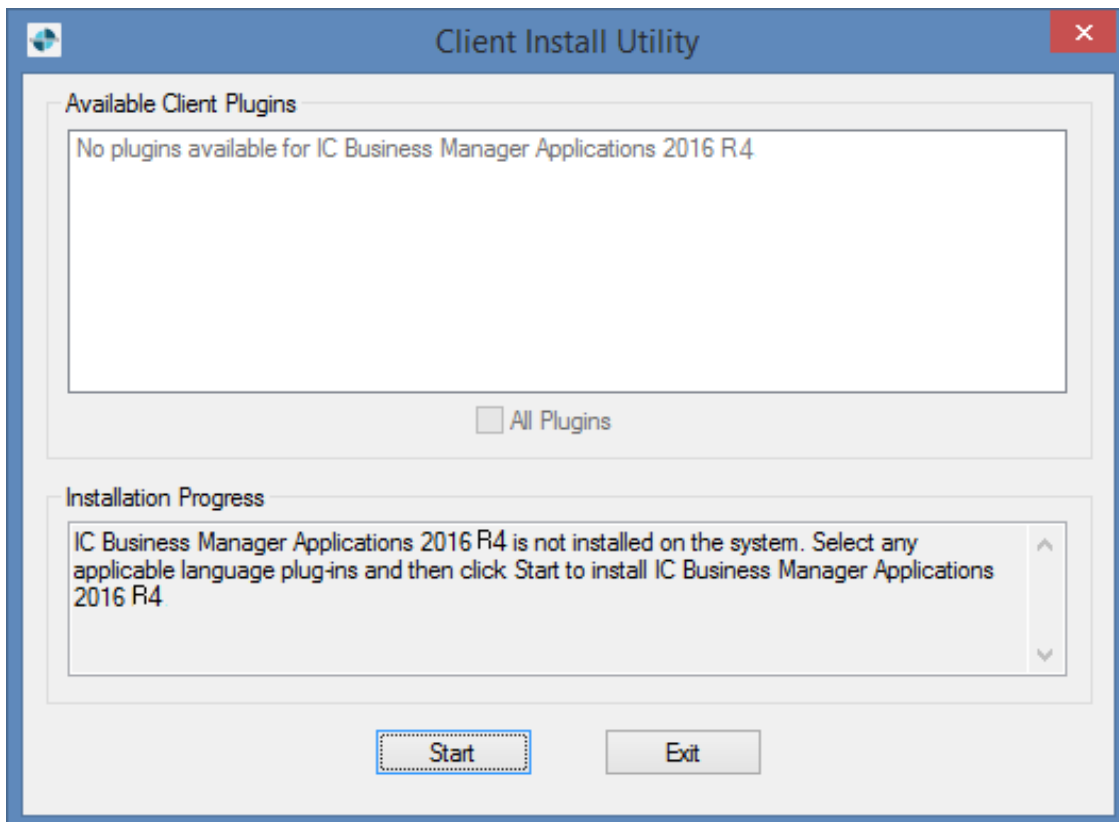 Client Install Utility
Available Client Plugins
No plugins available for IC Business Manager Applications 2016 R4
All Plugins
Installation Progress
IC Business Manager Applications 2016 R4 is not installed on the system. Select any
applicable language plug-ins and then click Start to install IC Business Manager Applications
2016 R4
Start
Exit